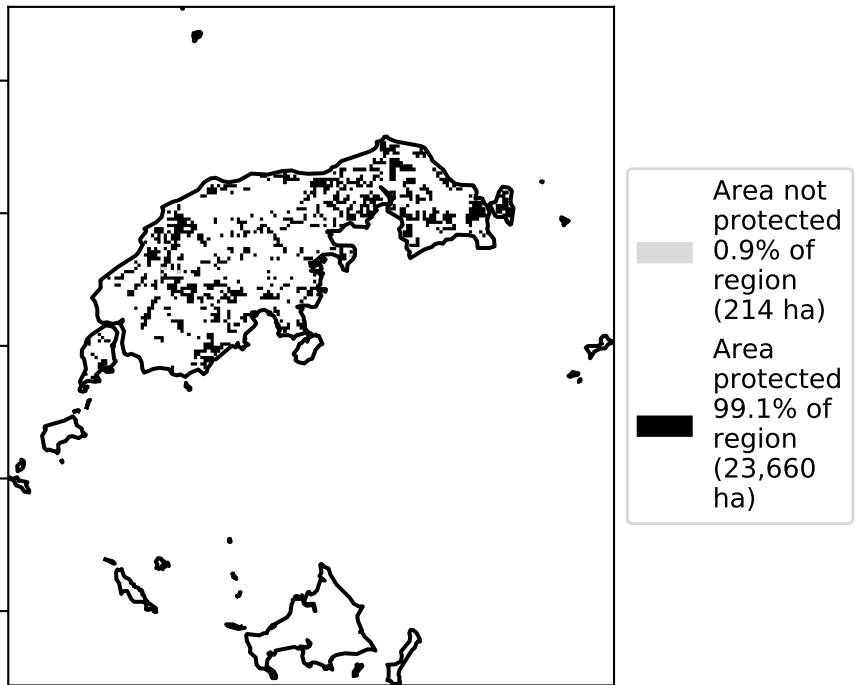 Area not
protected
0.9% of
region
(214 ha)
Area
protected
99.1% of
region
(23,660
ha)